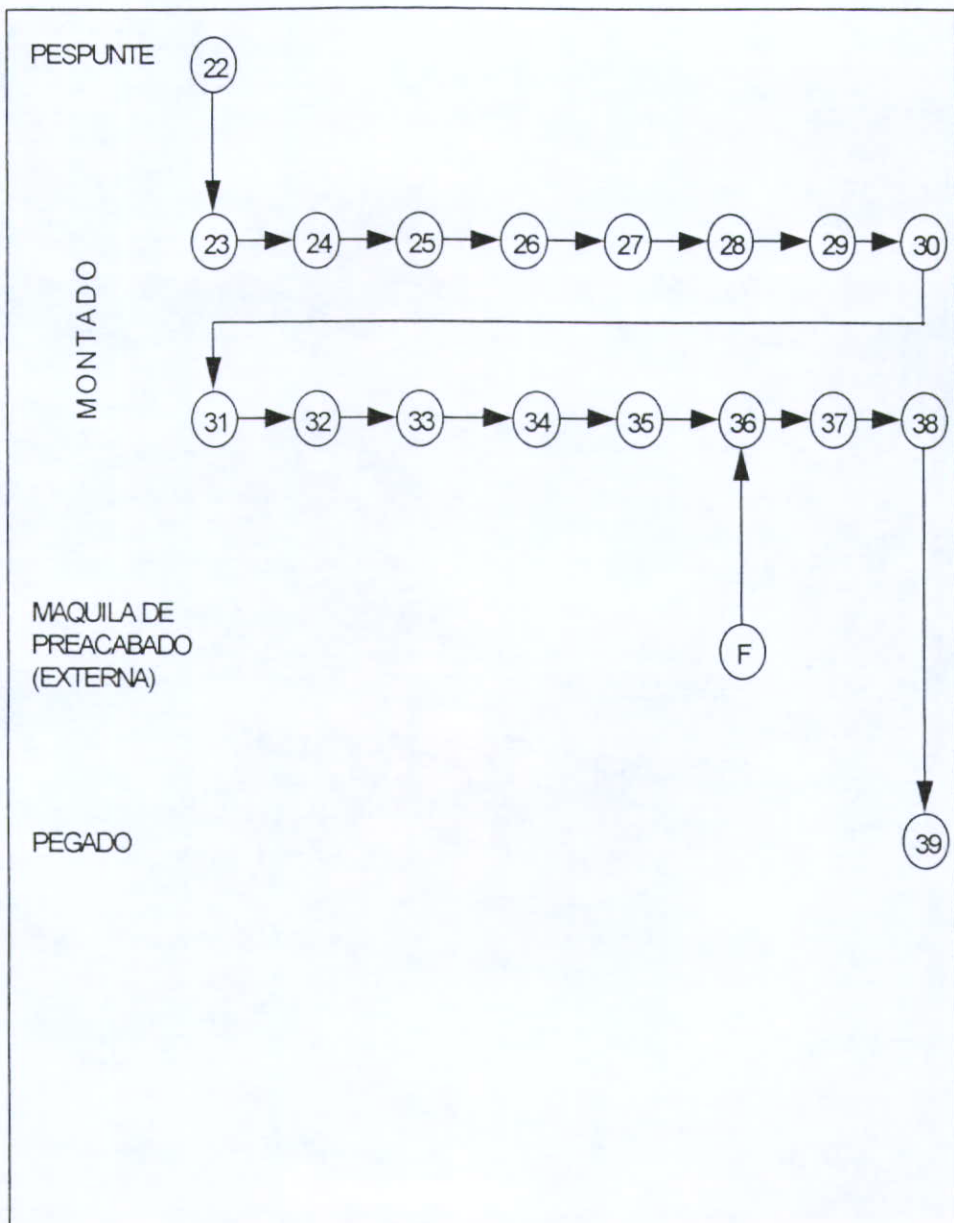 PESPUNTE 22
23 24 25 26 27 28 29 30
MONTADO
31 32 33 34 35 36 37 38
MAQUILA DE
PREACABADO
(EXTERNA)
F
PEGADO 39